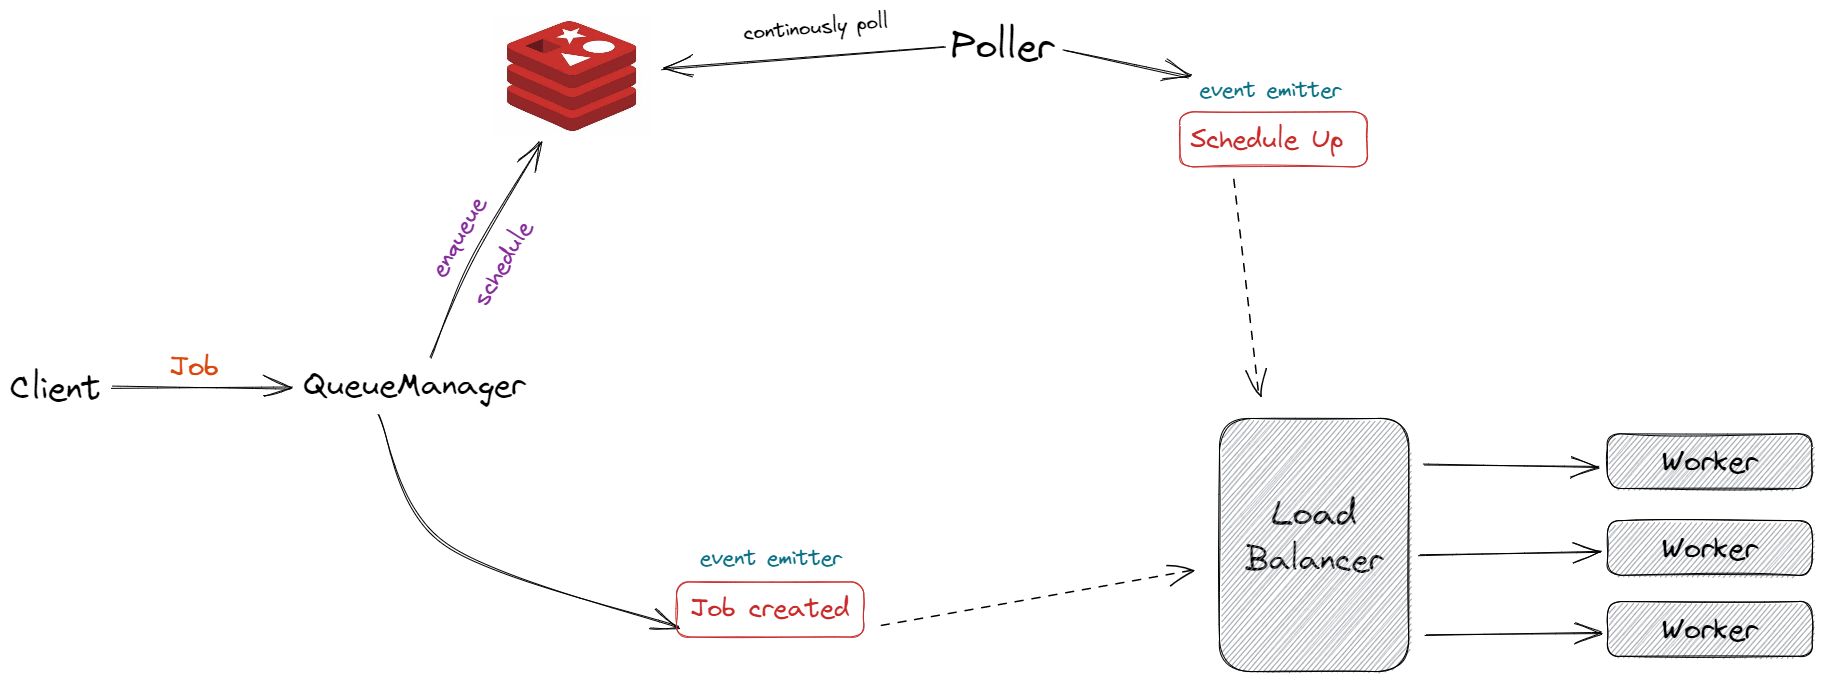 continously poll
Poller
event emitter
Schedule Up
enqueue
schedule
Client
Job
QueueManager
event emitter
Job created
Load
Balancer
Worker
Worker
Worker